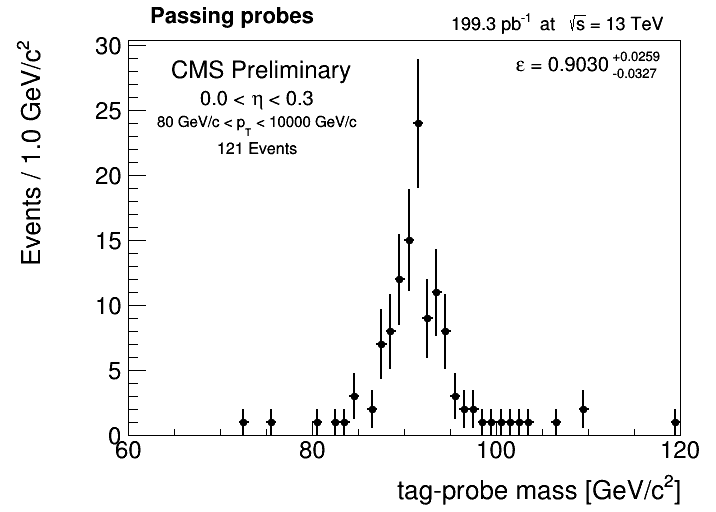 Passing probes
199.3 pb⁻¹ at √s = 13 TeV
CMS Preliminary
0.0 < η < 0.3
80 GeV/c < p_T < 10000 GeV/c
121 Events
ε = 0.9030 +0.0259 -0.0327
Events / 1.0 GeV/c²
30
25
20
15
10
5
0
60 80 100 120
tag-probe mass [GeV/c²]